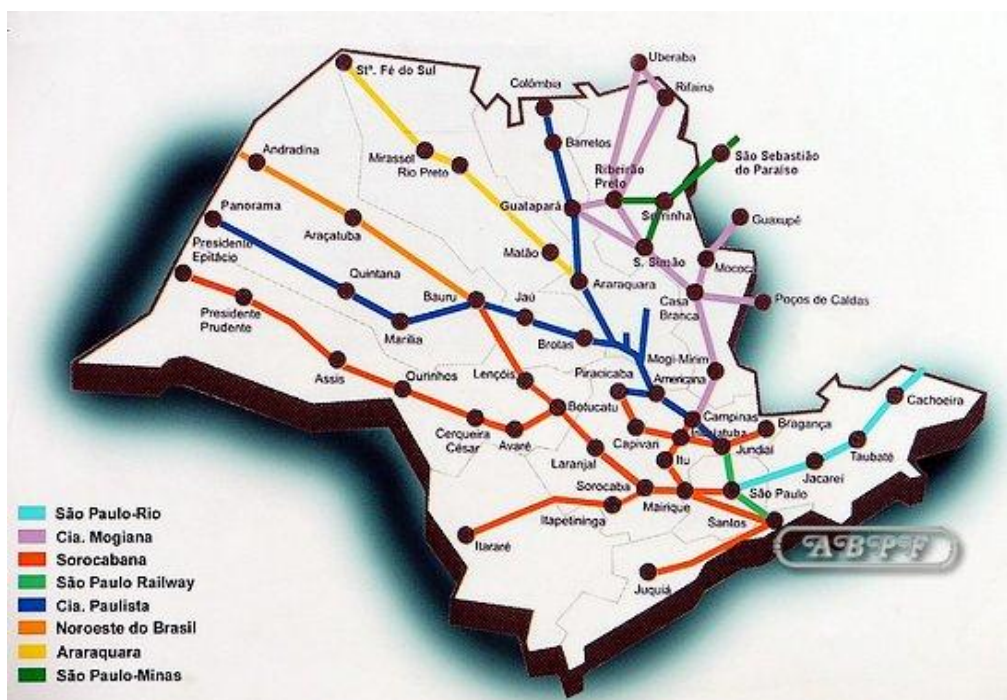 Uberaba
Stª. Fé do Sul
Colômbia
Rifaina
Barretos
Andradina
Mirassol
Rio Preto
Ribeirão
Preto
São Sebastião
do Paraíso
Panorama
Guatapará
Serrinha
Guaxupé
Araçatuba
Presidente
Epitácio
Matão
S. Simão
Mococa
Quintana
Bauru
Jaú
Araraquara
Casa
Branca
Poços de Caldas
Presidente
Prudente
Marília
Brotas
Mogi-Mirim
Assis
Ourinhos
Lençóis
Piracicaba
Americana
Cachoeira
Botucatu
Campinas
Bragança
Cerqueira
César
Avaré
Capivari
Jundiaí
Itu
Taubaté
Laranjal
Jacareí
Sorocaba
São Paulo
Mairique
Itapetininga
Santos
Itararé
Juquiá
ABPF
São Paulo-Rio
Cia. Mogiana
Sorocabana
São Paulo Railway
Cia. Paulista
Noroeste do Brasil
Araraquara
São Paulo-Minas